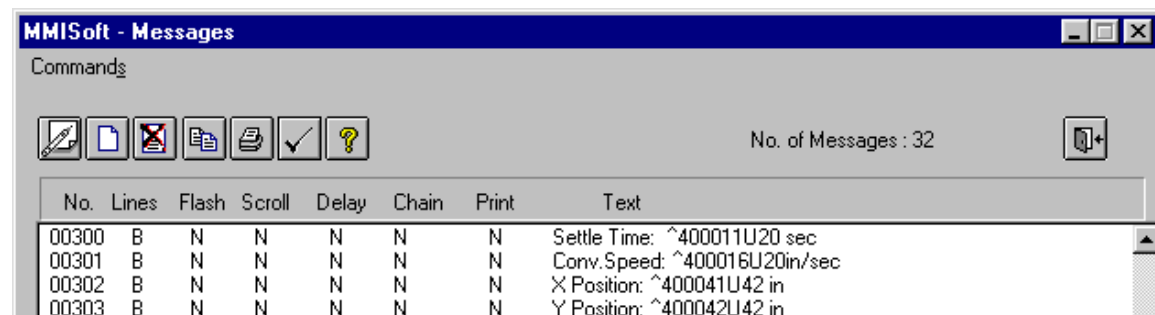 MMISoft - Messages
Commands
No. of Messages : 32
No. Lines Flash Scroll Delay Chain Print Text
00300 B N N N N N Settle Time: ^400011U20 sec
00301 B N N N N N Conv.Speed: ^400016U20in/sec
00302 B N N N N N X Position: ^400041U42 in
00303 B N N N N N Y Position: ^400042U42 in